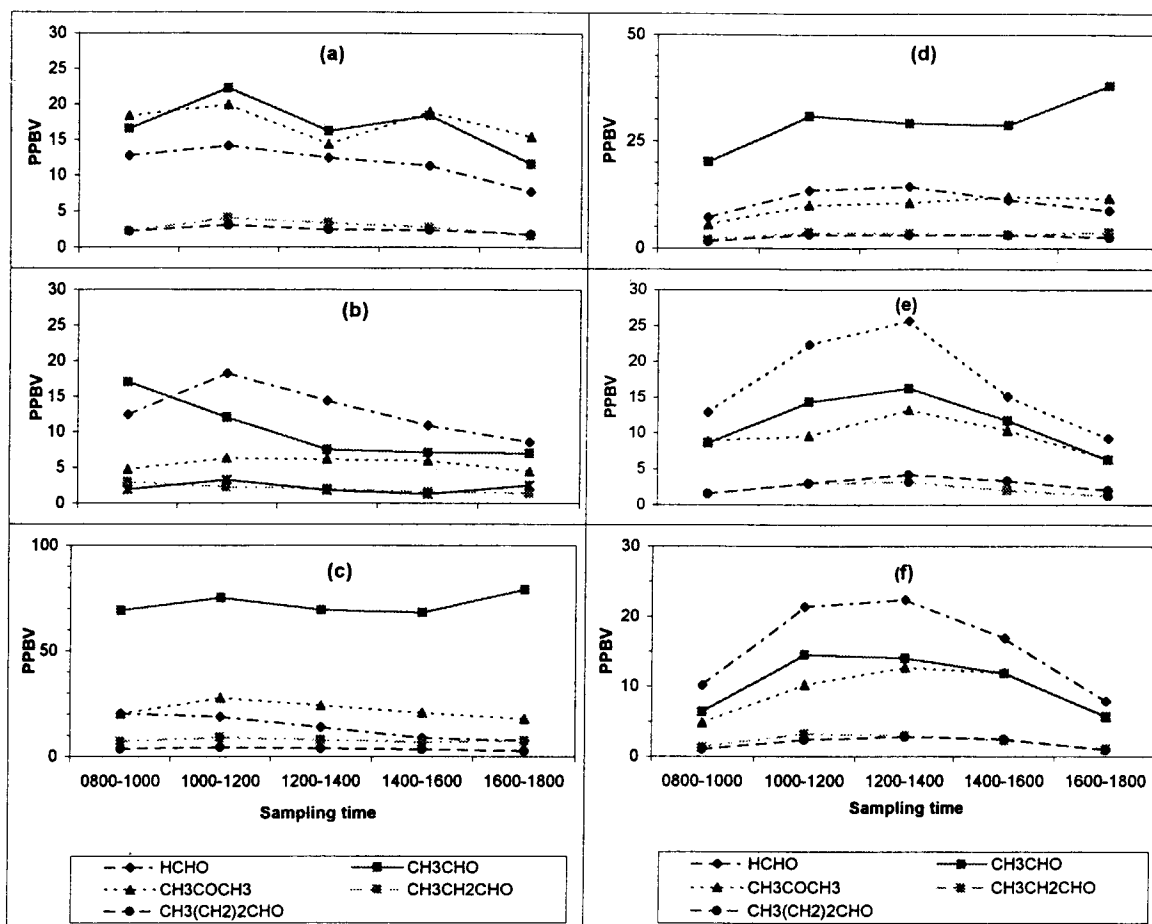 (a)
PPBV
30
25
20
15
10
5
0
(d)
PPBV
50
25
0
(b)
PPBV
30
25
20
15
10
5
0
(e)
PPBV
30
25
20
15
10
5
0
(c)
PPBV
100
50
0
0800-1000 1000-1200 1200-1400 1400-1600 1600-1800
Sampling time
(f)
PPBV
30
20
10
0
0800-1000 1000-1200 1200-1400 1400-1600 1600-1800
Sampling time
HCHO CH3CHO
CH3COCH3 CH3CH2CHO
CH3(CH2)2CHO
HCHO CH3CHO
CH3COCH3 CH3CH2CHO
CH3(CH2)2CHO